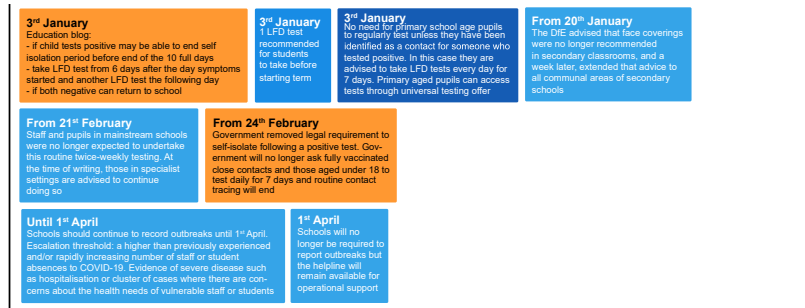 3rd January
Education blog:
- if child tests positive may be able to end self
isolation period before end of the 10 full days
- take LFD test from 6 days after the day symptoms
started and another LFD test the following day
- if both negative can return to school
3rd January
1 LFD test
recommended
for students
to take before
starting term
3rd January
No need for primary school age pupils
to regularly test unless they have been
identified as a contact for someone who
tested positive. In this case they are
advised to take LFD tests every day for
7 days. Primary aged pupils can access
tests through universal testing offer
From 20th January
The DfE advised that face coverings
were no longer recommended
in secondary classrooms, and a
week later, extended that advice to
all communal areas of secondary
schools
From 21st February
Staff and pupils in mainstream schools
were no longer expected to undertake
this routine twice-weekly testing. At
the time of writing, those in specialist
settings are advised to continue
doing so
From 24th February
Government removed legal requirement to
self-isolate following a positive test. Gov-
ernment will no longer ask fully vaccinated
close contacts and those aged under 18 to
test daily for 7 days and routine contact
tracing will end
Until 1st April
Schools should continue to record outbreaks until 1st April.
Escalation threshold: a higher than previously experienced
and/or rapidly increasing number of staff or student
absences to COVID-19. Evidence of severe disease such
as hospitalisation or cluster of cases where there are con-
cerns about the health needs of vulnerable staff or students
1st April
Schools will no
longer be required to
report outbreaks but
the helpline will
remain available for
operational support